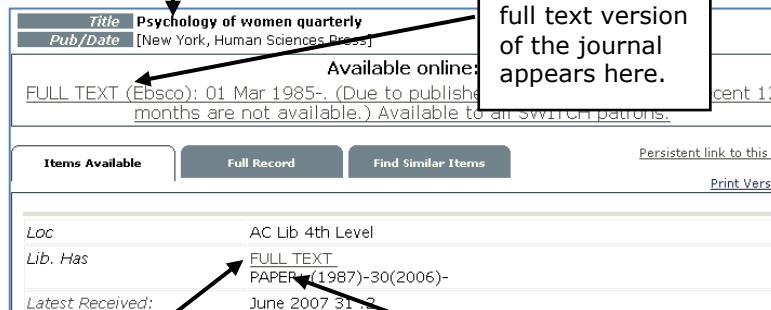 Title Psychology of women quarterly
Pub/Date [New York, Human Sciences Press]
full text version
of the journal
appears here.
Available online:
FULL TEXT (Ebsco): 01 Mar 1985-. (Due to publishe cent 12
months are not available.) Available to all SWITCH patrons.
Items Available Full Record Find Similar Items
Persistent link to this
Print Vers
Loc AC Lib 4th Level
Lib. Has FULL TEXT
PAPER: (1987)-30(2006)-
Latest Received: June 2007 31 :2